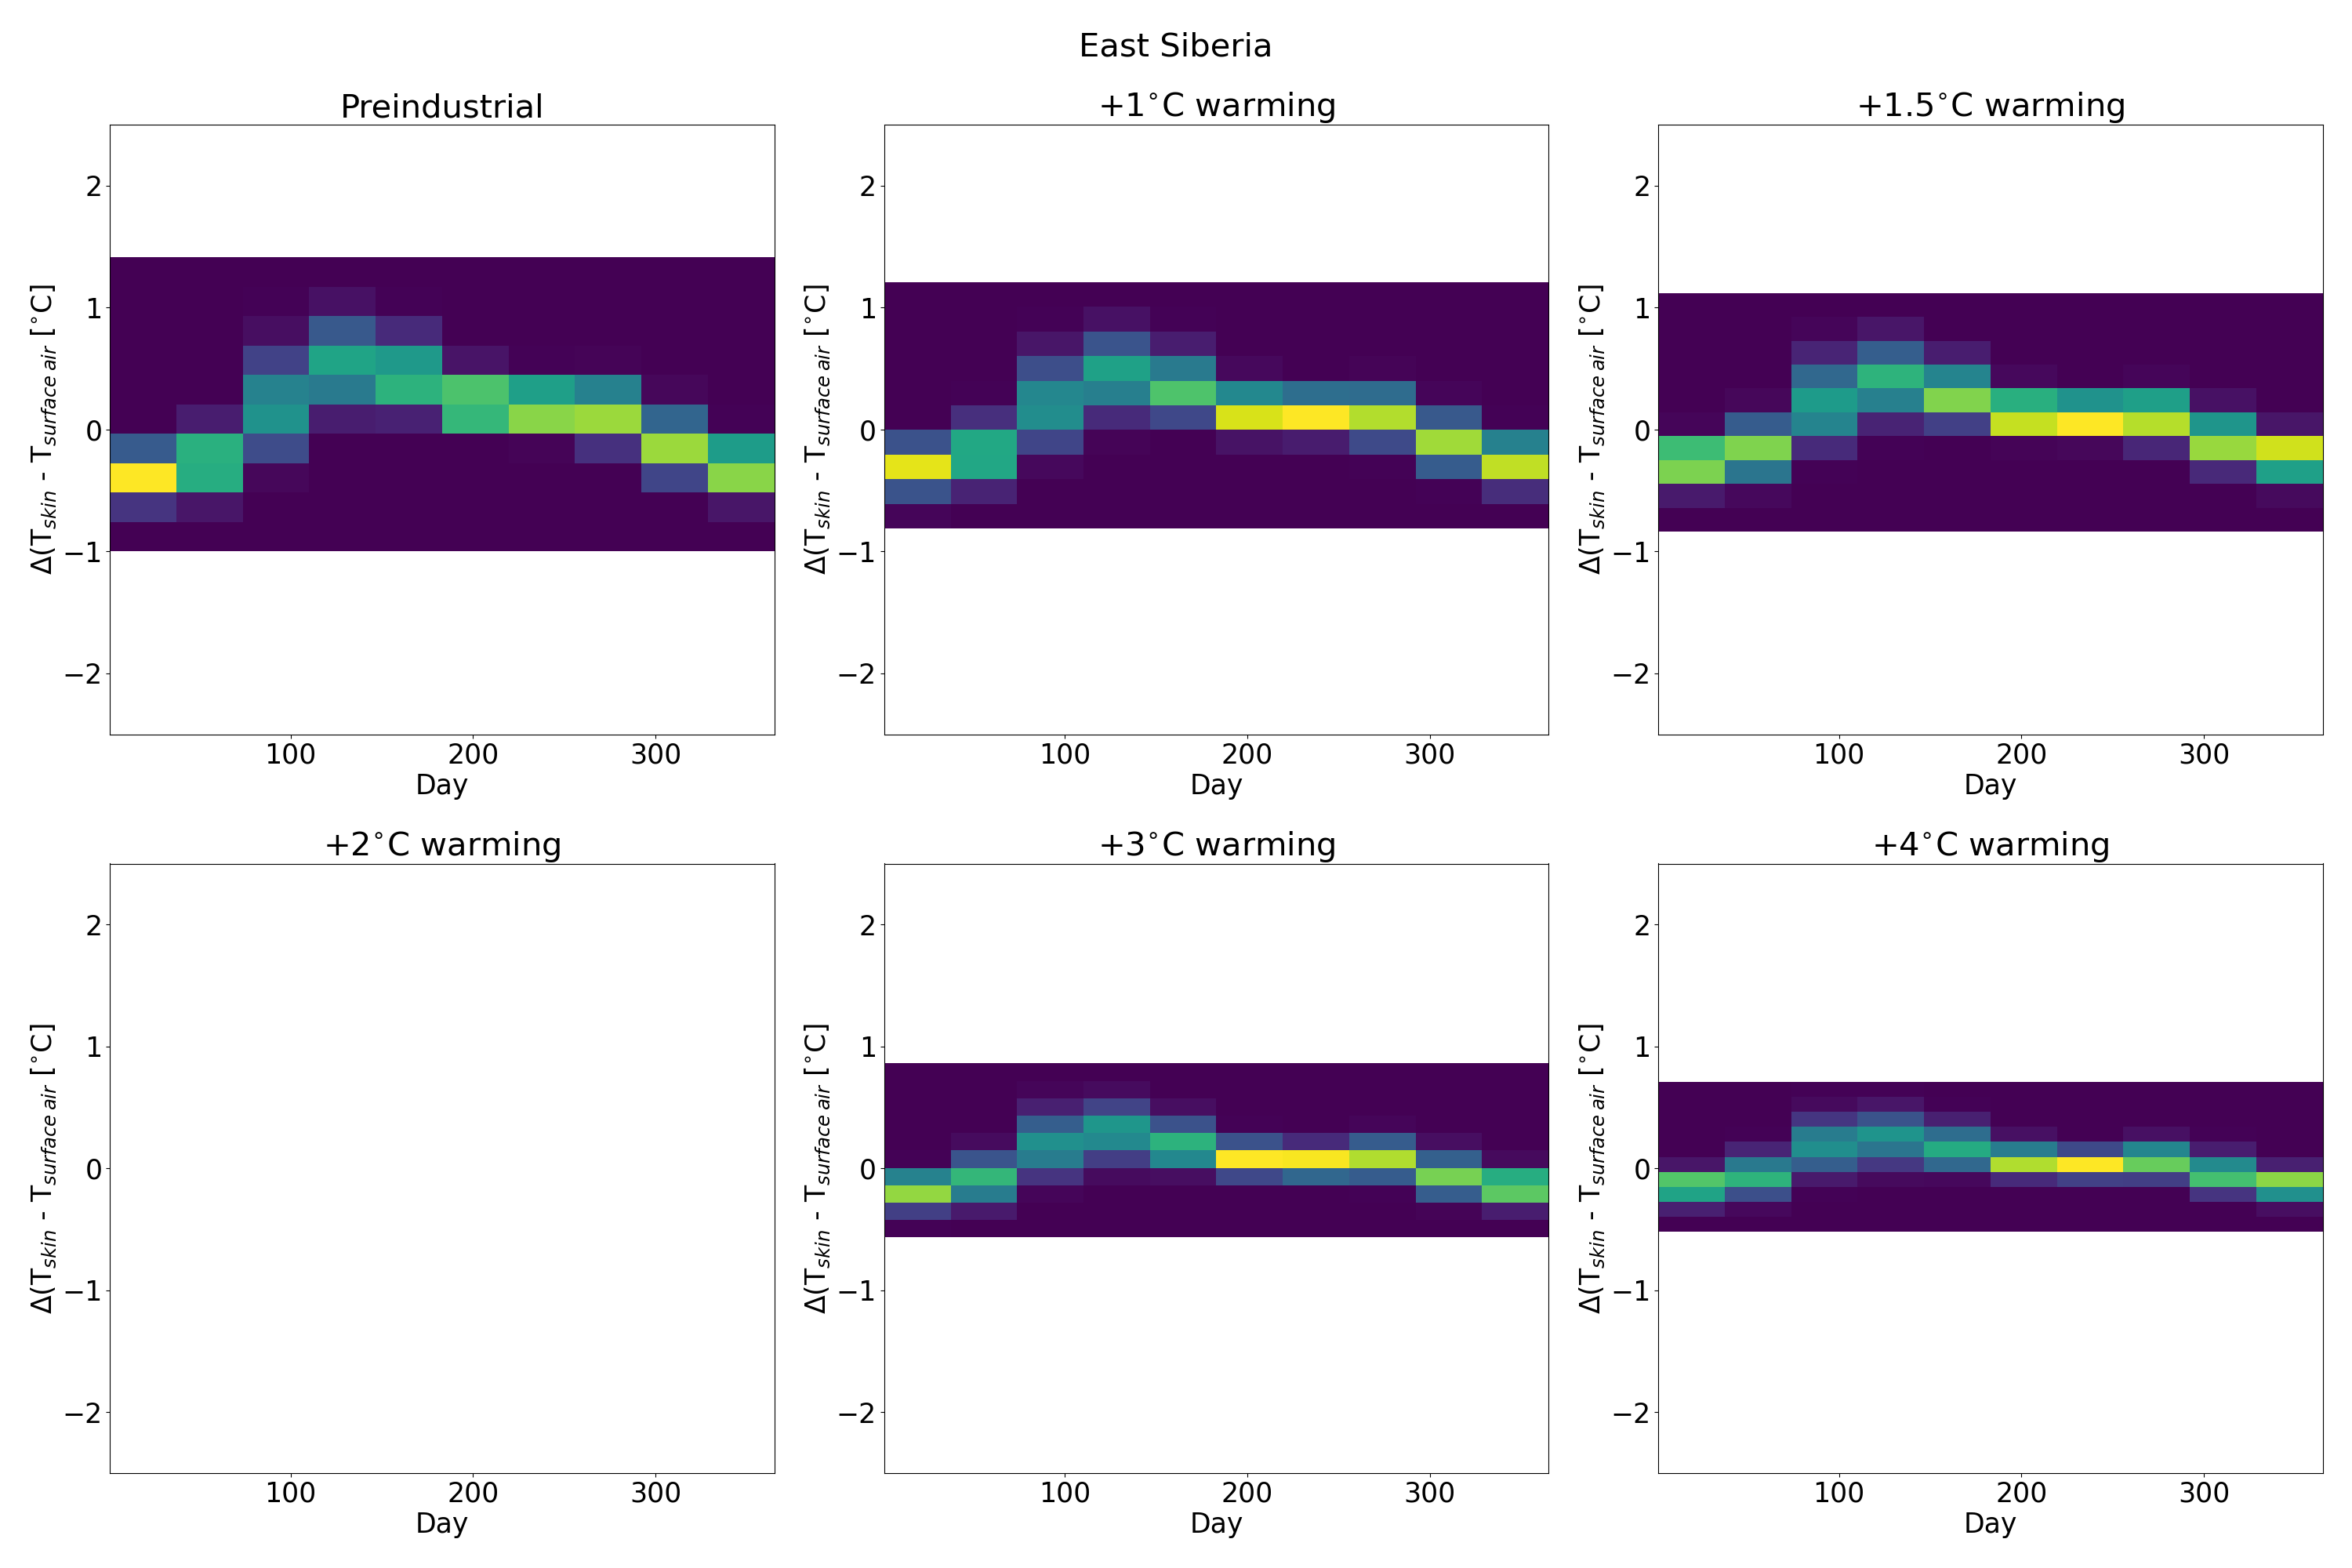 East Siberia
Preindustrial
+1°C warming
+1.5°C warming
Δ(T_skin - T_surface air [°C]
2
1
0
−1
−2
100 200 300
Day
Δ(T_skin - T_surface air [°C]
2
1
0
−1
−2
100 200 300
Day
Δ(T_skin - T_surface air [°C]
2
1
0
−1
−2
100 200 300
Day
+2°C warming
+3°C warming
+4°C warming
Δ(T_skin - T_surface air [°C]
2
1
0
−1
−2
100 200 300
Day
Δ(T_skin - T_surface air [°C]
2
1
0
−1
−2
100 200 300
Day
Δ(T_skin - T_surface air [°C]
2
1
0
−1
−2
100 200 300
Day